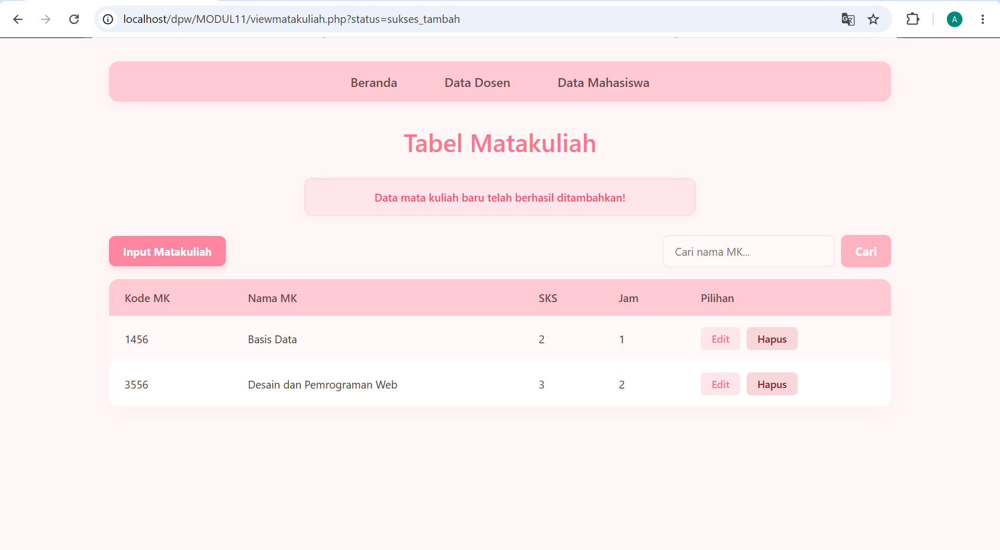 localhost/dpw/MODUL11/viewmatakuliah.php?status=sukses_tambah
A
Beranda Data Dosen Data Mahasiswa
Tabel Matakuliah
Data mata kuliah baru telah berhasil ditambahkan!
Input Matakuliah Cari nama MK... Cari
Kode MK Nama MK SKS Jam Pilihan
1456 Basis Data 2 1 Edit Hapus
3556 Desain dan Pemrograman Web 3 2 Edit Hapus